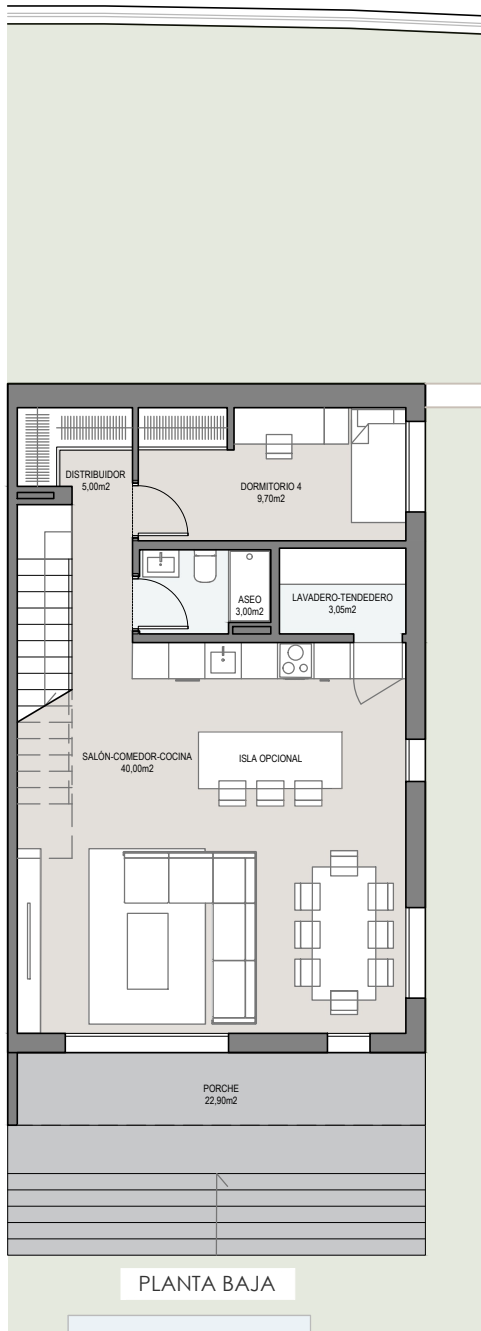 DISTRIBUIDOR
5,00m2
DORMITORIO 4
9,70m2
ASEO
3,00m2
LAVADERO-TENDEDERO
3,05m2
SALÓN-COMEDOR-COCINA
40,00m2
ISLA OPCIONAL
PORCHE
22,90m2
PLANTA BAJA